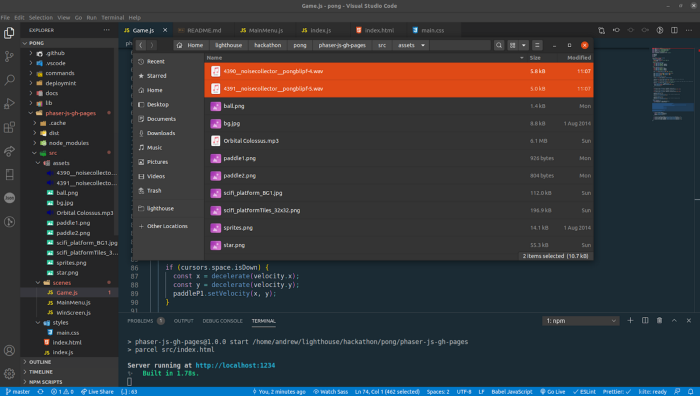 Game.js - pong - Visual Studio Code
File Edit Selection View Go Run Terminal Help
EXPLORER
PONG
.github
.vscode
commands
deploymint
docs
lib
phaser-js-gh-pages
.cache
dist
node_modules
src
assets
4390__noisecollecto...
4391__noisecollecto...
ball.png
bg.jpg
Orbital Colossus.mp3
paddle1.png
paddle2.png
scifi_platform_BG1.jpg
scifi_platformTiles_3...
sprites.png
star.png
scenes
Game.js 1
MainMenu.js
WinScreen.js
styles
main.css
index.html
index.js
OUTLINE
TIMELINE
NPM SCRIPTS
Game.js README.md MainMenu.js index.js index.html main.css
Home lighthouse hackathon pong phaser-js-gh-pages src assets
Recent
Starred
Home
Desktop
Documents
Downloads
Music
Pictures
Videos
Trash
lighthouse
Other Locations
Name Size Modified
4390__noisecollector__pongblipf-4.wav 5.8 kB 11:07
4391__noisecollector__pongblipf-5.wav 5.0 kB 11:07
ball.png 1.4 kB Mon
bg.jpg 8.8 kB 1 Aug 2019
Orbital Colossus.mp3 6.1 MB Sun
paddle1.png 926 bytes Mon
paddle2.png 804 bytes Mon
scifi_platform_BG1.jpg 112.0 kB Sun
scifi_platformTiles_32x32.png 196.9 kB Sun
sprites.png 14.1 kB 1 Aug 2014
star.png 55.3 kB Sun
2 items selected (10.7 kB)
86 if (cursors.space.isDown) {
87 const x = decelerate(velocity.x);
88 const y = decelerate(velocity.y);
89 paddleP1.setVelocity(x, y);
90 }
PROBLEMS 1 OUTPUT DEBUG CONSOLE TERMINAL 1: npm
> phaser-js-gh-pages@1.0.0 start /home/andrew/lighthouse/hackathon/pong/phaser-js-gh-pages
> parcel src/index.html
Server running at http://localhost:1234
Built in 1.78s.
master 0 1 Live Share {..} : 63 You, 2 minutes ago Watch Sass Ln 74, Col 1 (462 selected) Spaces: 2 UTF-8 LF Babel JavaScript Go Live ESLint Prettier: ✓ kite: ready